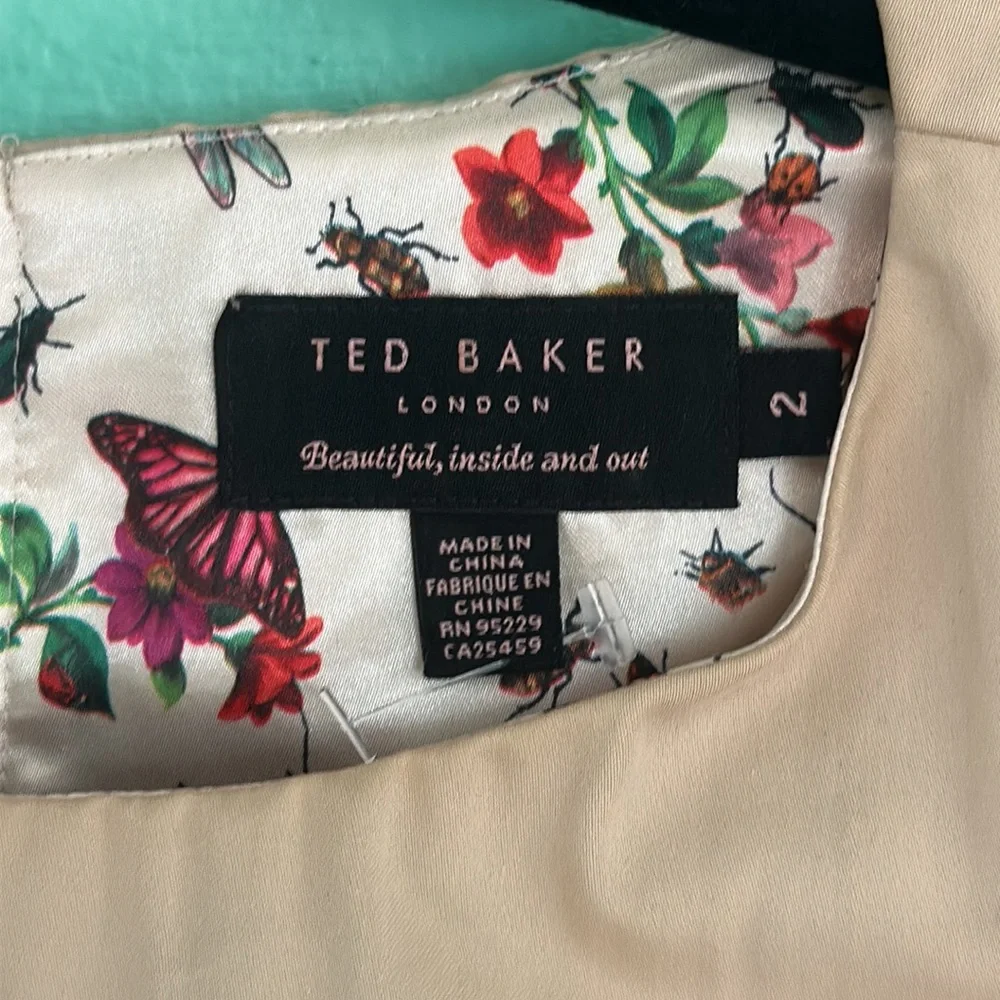 TED BAKER
LONDON
Beautiful, inside and out
2
MADE IN
CHINA
FABRIQUE EN
CHINE
RN 95229
CA25459